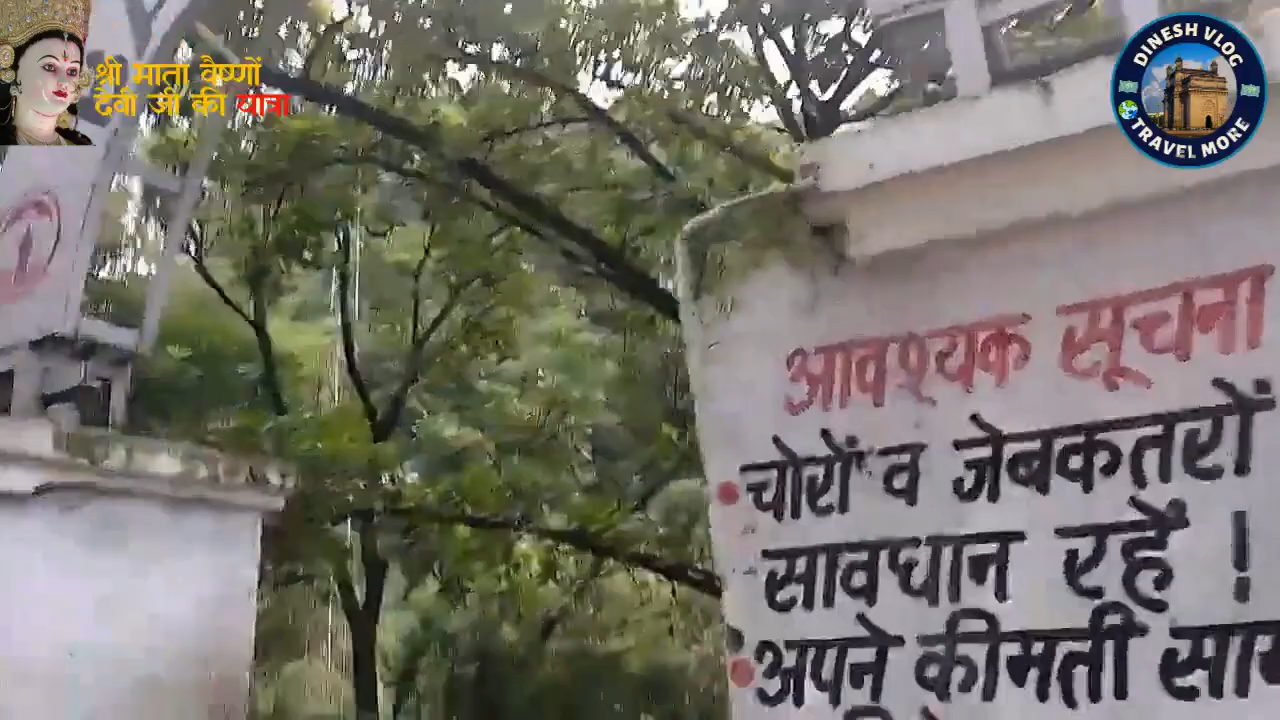 श्री माता वैष्णों
देवी जी की यात्रा
DINESH VLOG
TRAVEL MORE
आवश्यक सूचना
चोरों व जेबकतरों
सावधान रहें !
अपने कीमती